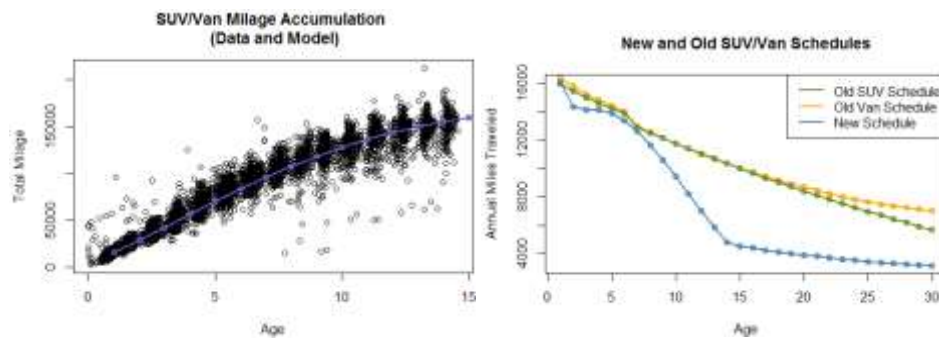 SUV/Van Milage Accumulation
(Data and Model)
Total Milage
0
50000
150000
0
5
10
15
Age
New and Old SUV/Van Schedules
Annual Miles Traveled
4000
8000
12000
16000
Old SUV Schedule
Old Van Schedule
New Schedule
0
5
10
15
20
25
30
Age